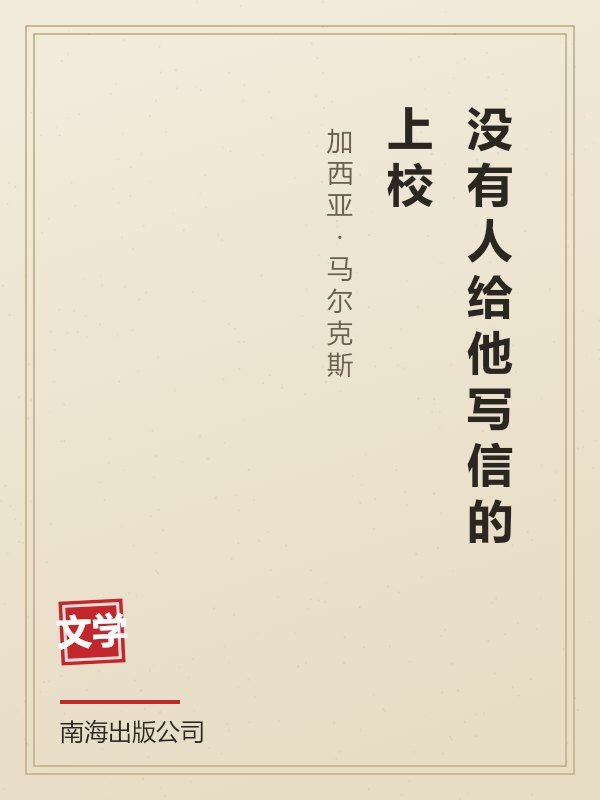 没有人给他写信的
上校
加西亚·马尔克斯
文学
南海出版公司